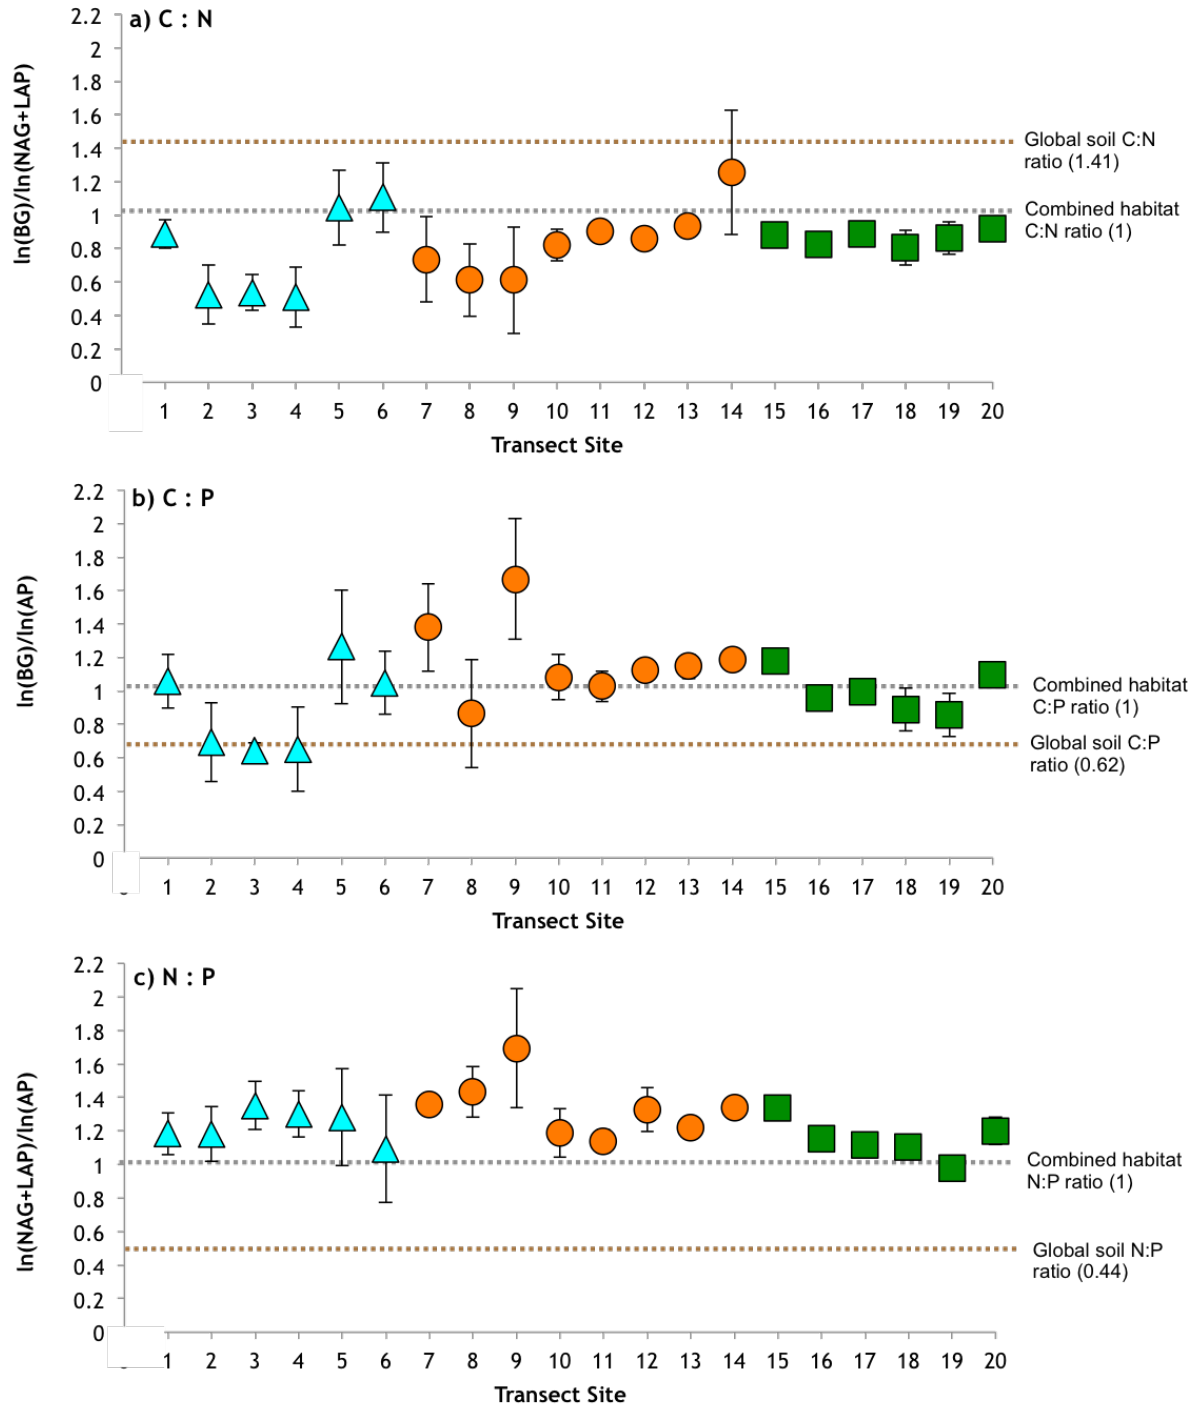 a) C : N
ln(BG)/ln(NAG+LAP)
2.2
2
1.8
1.6
1.4
1.2
1
0.8
0.6
0.4
0.2
0
Global soil C:N
ratio (1.41)
Combined habitat
C:N ratio (1)
1 2 3 4 5 6 7 8 9 10 11 12 13 14 15 16 17 18 19 20
Transect Site
b) C : P
ln(BG)/ln(AP)
2.2
2
1.8
1.6
1.4
1.2
1
0.8
0.6
0.4
0.2
0
Combined habitat
C:P ratio (1)
Global soil C:P
ratio (0.62)
1 2 3 4 5 6 7 8 9 10 11 12 13 14 15 16 17 18 19 20
Transect Site
c) N : P
ln(NAG+LAP)/ln(AP)
2.2
2
1.8
1.6
1.4
1.2
1
0.8
0.6
0.4
0.2
0
Combined habitat
N:P ratio (1)
Global soil N:P
ratio (0.44)
1 2 3 4 5 6 7 8 9 10 11 12 13 14 15 16 17 18 19 20
Transect Site